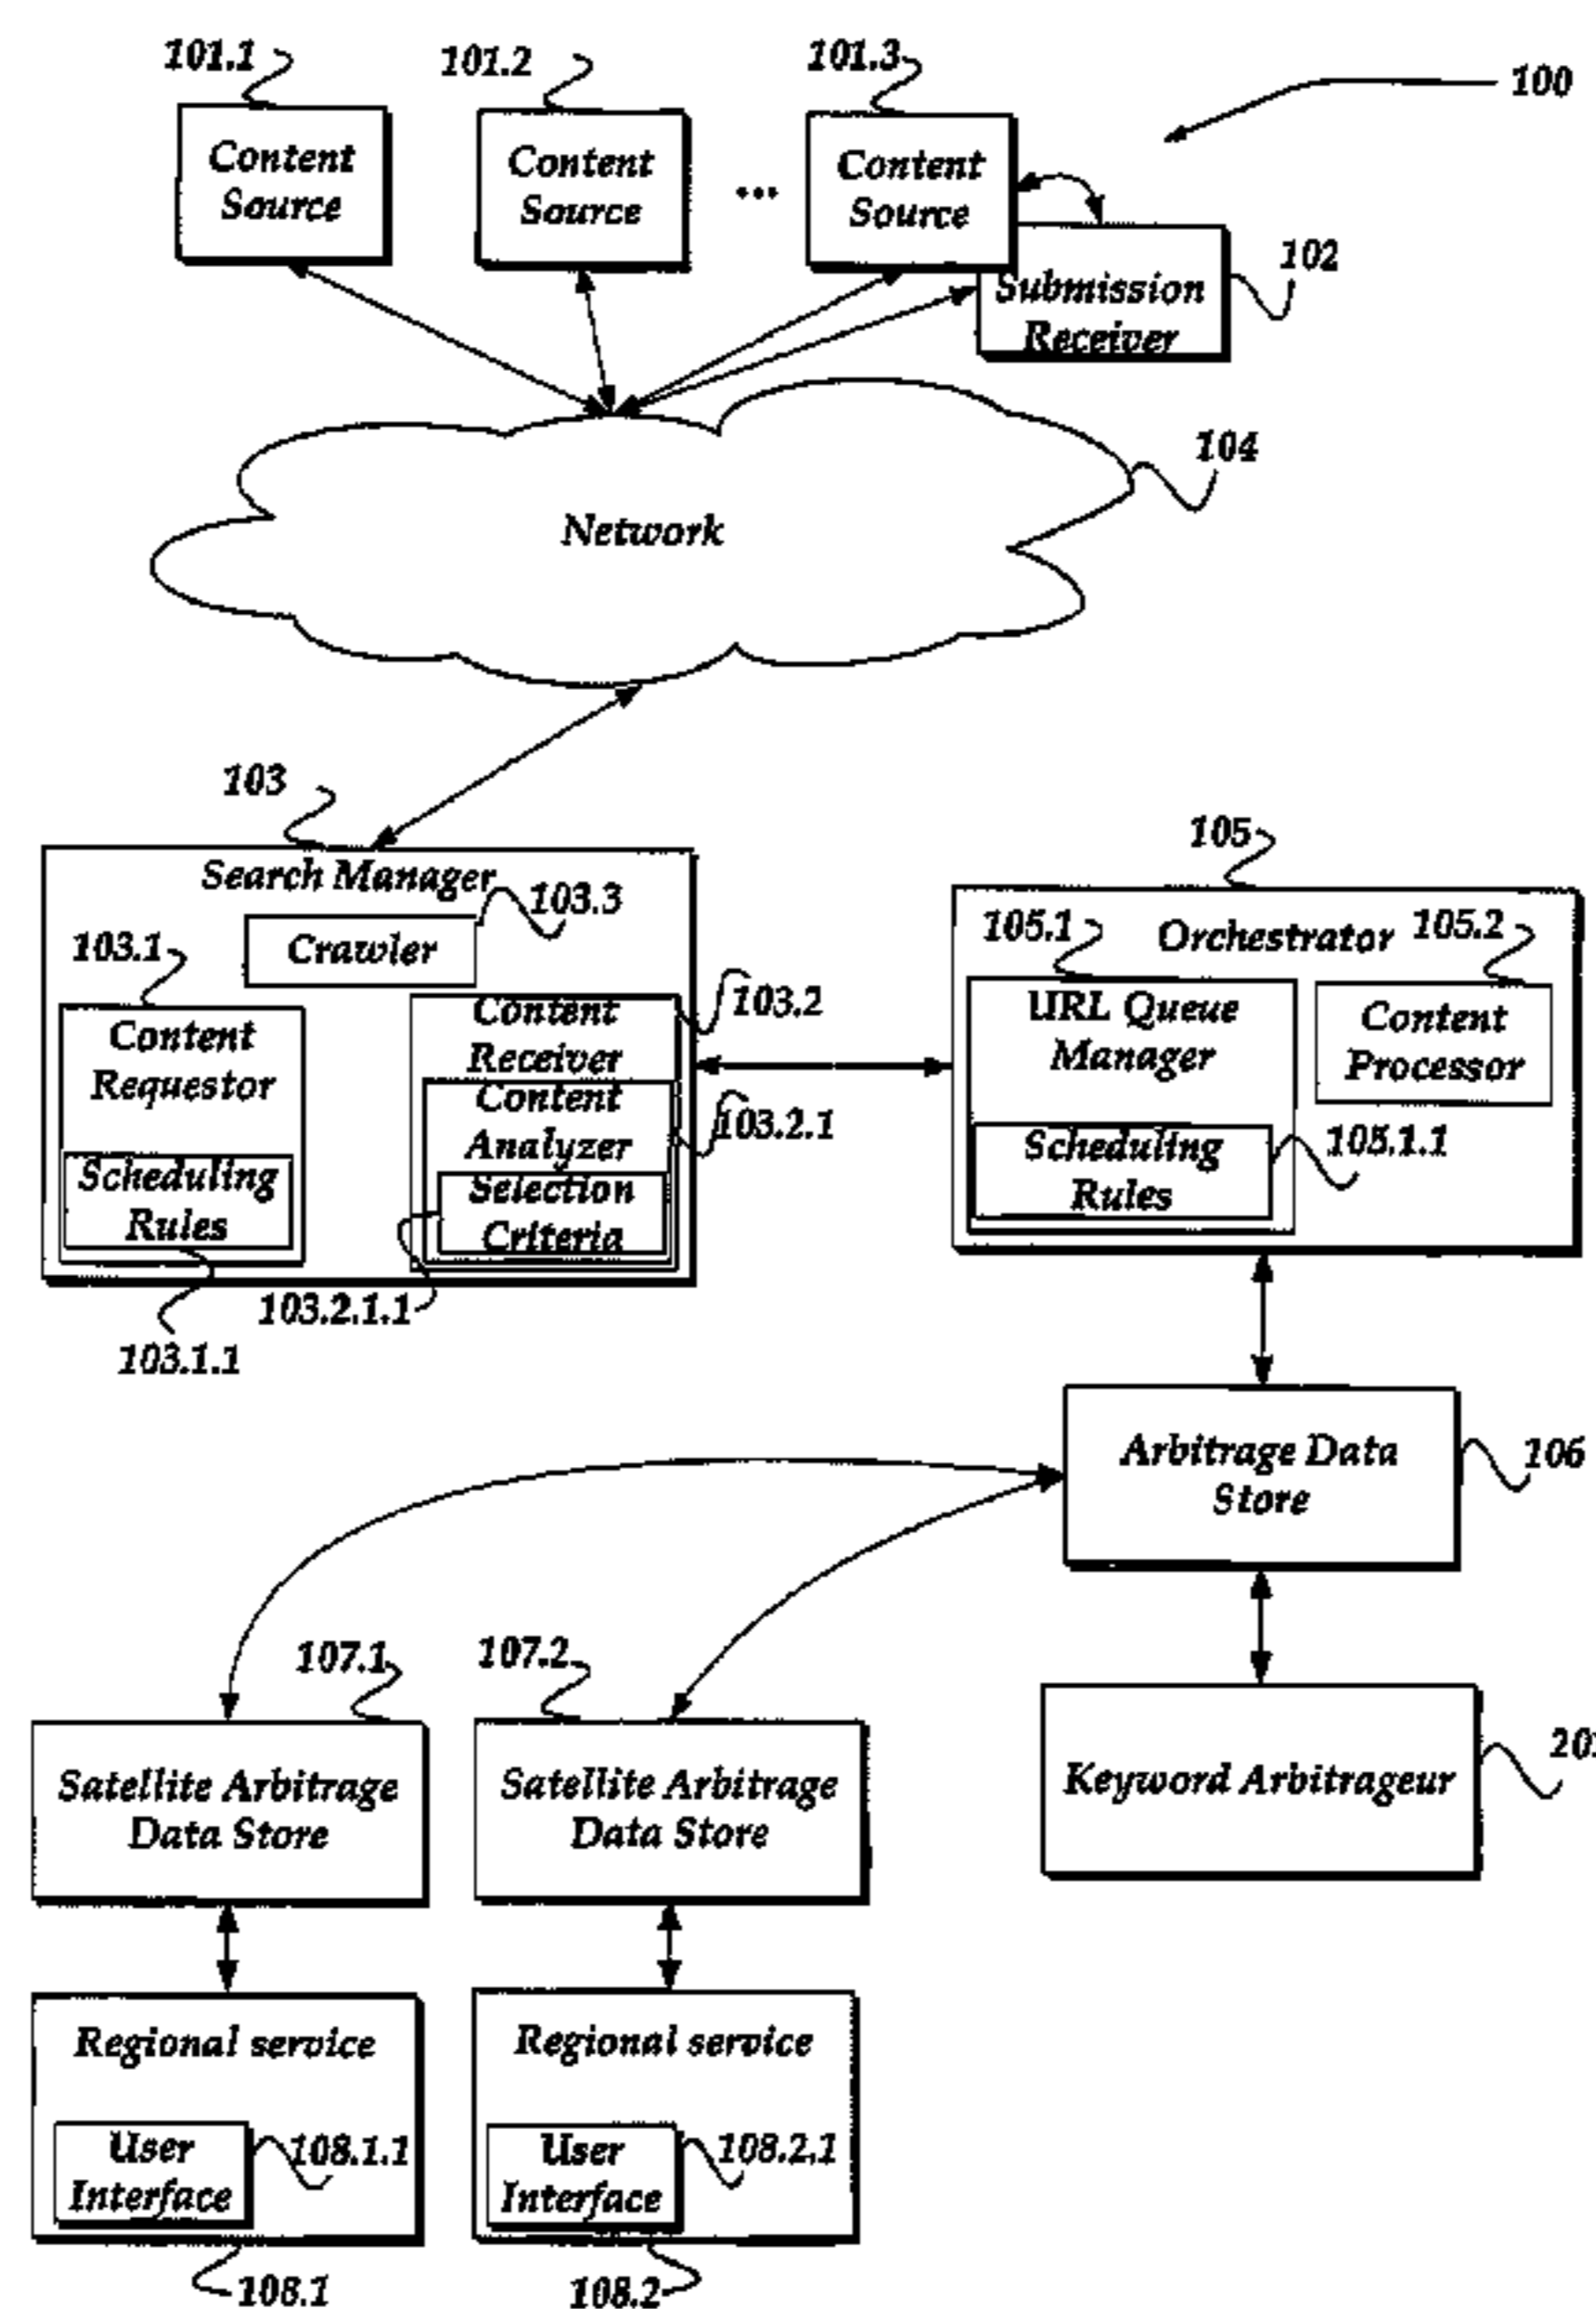 101.1
101.2
101.3
100
Content
Source
Content
Source
...
Content
Source
102
Submission
Receiver
104
Network
103
Search Manager
103.3
Crawler
103.1
Content
Requestor
Scheduling
Rules
103.1.1
103.2
Content
Receiver
103.2.1
Content
Analyzer
Selection
Criteria
103.2.1.1
105
Orchestrator
105.1
105.2
URL Queue
Manager
Content
Processor
Scheduling
Rules
105.1.1
Arbitrage Data
Store
106
107.1
107.2
Satellite Arbitrage
Data Store
Satellite Arbitrage
Data Store
Keyword Arbitrageur
Regional service
Regional service
User
Interface
108.1.1
User
Interface
108.2.1
108.1
108.2